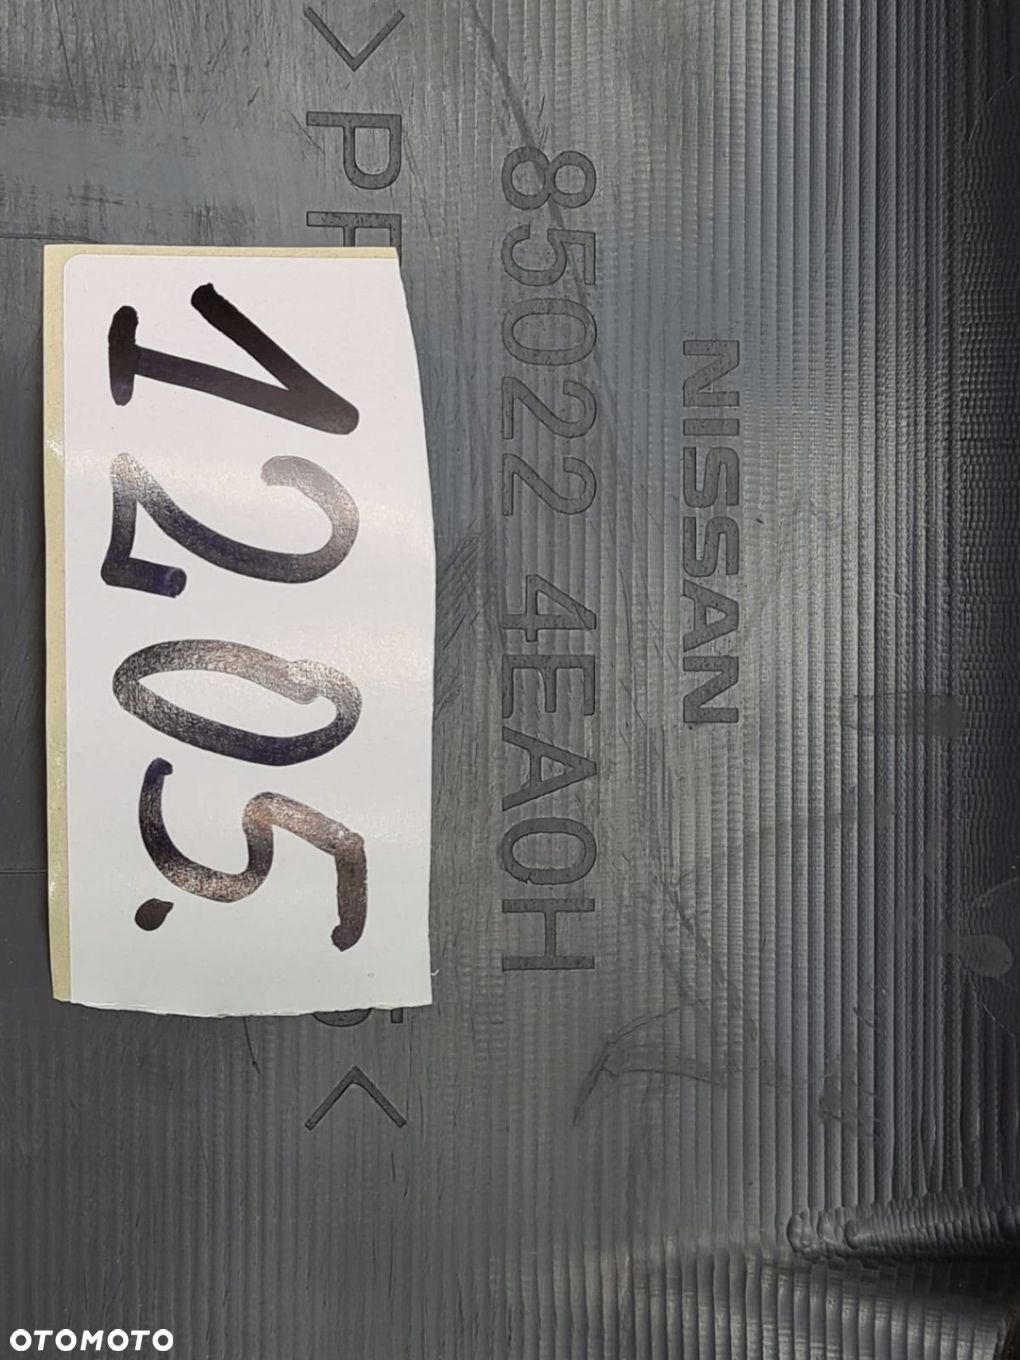 NISSAN
85022 4EA0H
>P
<
1205.
OTOMOTO